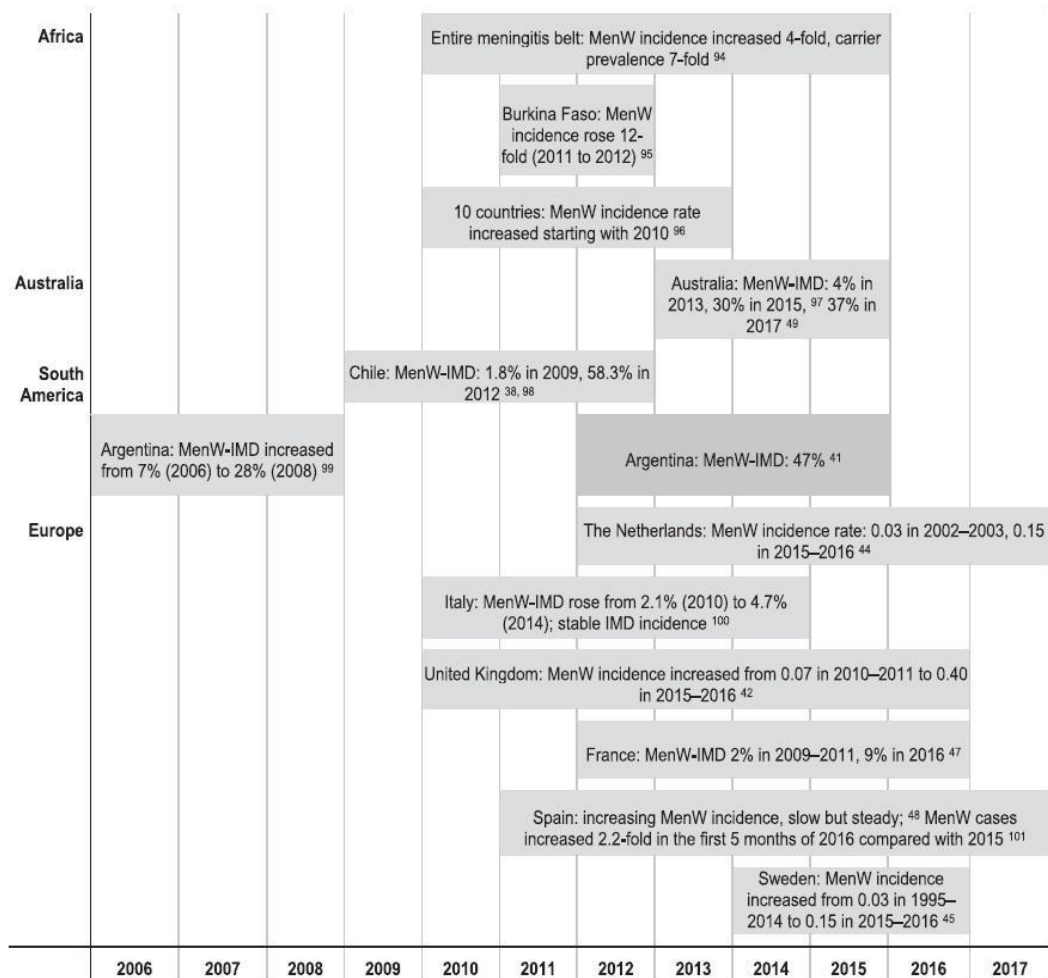 Africa
Entire meningitis belt: MenW incidence increased 4-fold, carrier
prevalence 7-fold 94
Burkina Faso: MenW
incidence rose 12-
fold (2011 to 2012) 95
10 countries: MenW incidence rate
increased starting with 2010 96
Australia
Australia: MenW-IMD: 4% in
2013, 30% in 2015, 97 37% in
2017 49
South
America
Chile: MenW-IMD: 1.8% in 2009, 58.3% in
2012 38, 98
Argentina: MenW-IMD increased
from 7% (2006) to 28% (2008) 99
Argentina: MenW-IMD: 47% 41
Europe
The Netherlands: MenW incidence rate: 0.03 in 2002–2003, 0.15
in 2015–2016 44
Italy: MenW-IMD rose from 2.1% (2010) to 4.7%
(2014); stable IMD incidence 100
United Kingdom: MenW incidence increased from 0.07 in 2010–2011 to 0.40
in 2015–2016 42
France: MenW-IMD 2% in 2009–2011, 9% in 2016 47
Spain: increasing MenW incidence, slow but steady; 48 MenW cases
increased 2.2-fold in the first 5 months of 2016 compared with 2015 101
Sweden: MenW incidence
increased from 0.03 in 1995–
2014 to 0.15 in 2015–2016 45
2006 2007 2008 2009 2010 2011 2012 2013 2014 2015 2016 2017